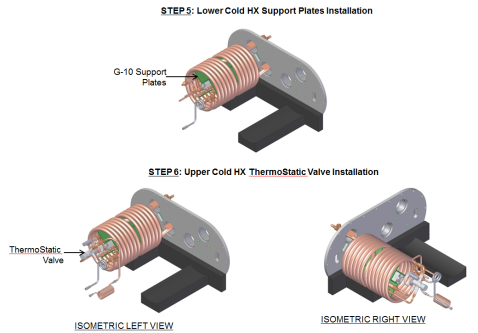 STEP 5: Lower Cold HX Support Plates Installation
G-10 Support
Plates
STEP 6: Upper Cold HX ThermoStatic Valve Installation
ThermoStatic
Valve
ISOMETRIC LEFT VIEW
ISOMETRIC RIGHT VIEW